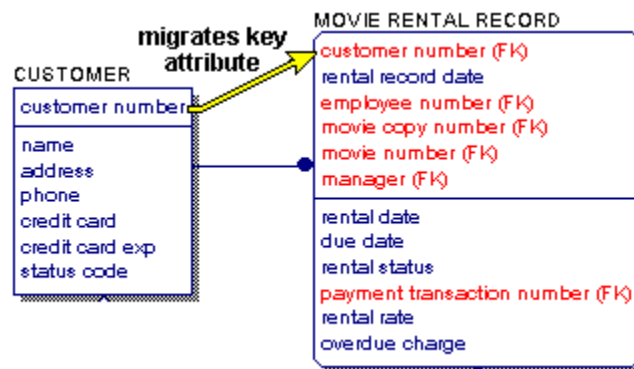 migrates key
attribute
CUSTOMER
customer number
name
address
phone
credit card
credit card exp
status code
MOVIE RENTAL RECORD
customer number (FK)
rental record date
employee number (FK)
movie copy number (FK)
movie number (FK)
manager (FK)
rental date
due date
rental status
payment transaction number (FK)
rental rate
overdue charge